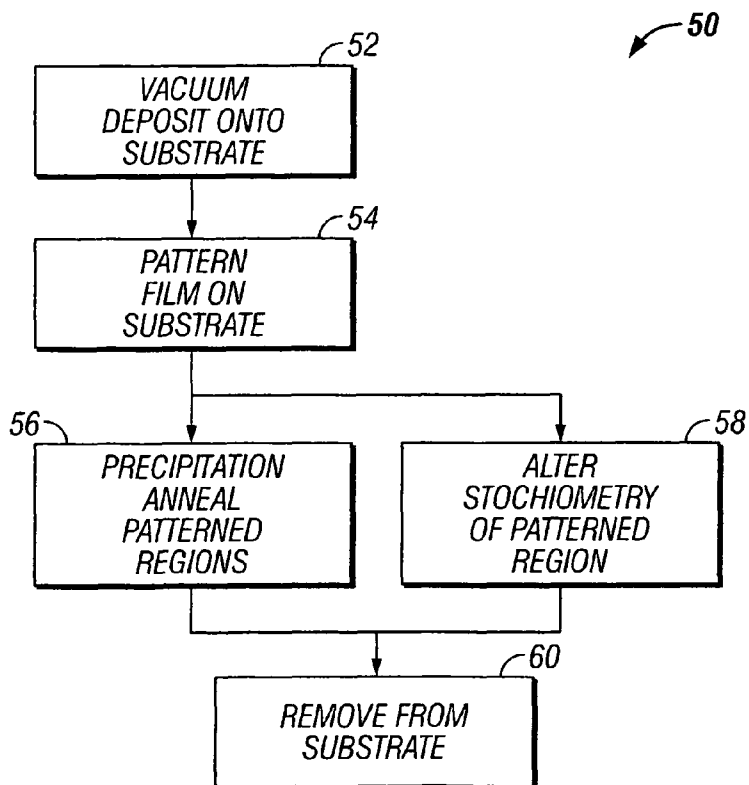 50
52
VACUUM
DEPOSIT ONTO
SUBSTRATE
54
PATTERN
FILM ON
SUBSTRATE
56
PRECIPITATION
ANNEAL
PATTERNED
REGIONS
58
ALTER
STOCHIOMETRY
OF PATTERNED
REGION
60
REMOVE FROM
SUBSTRATE